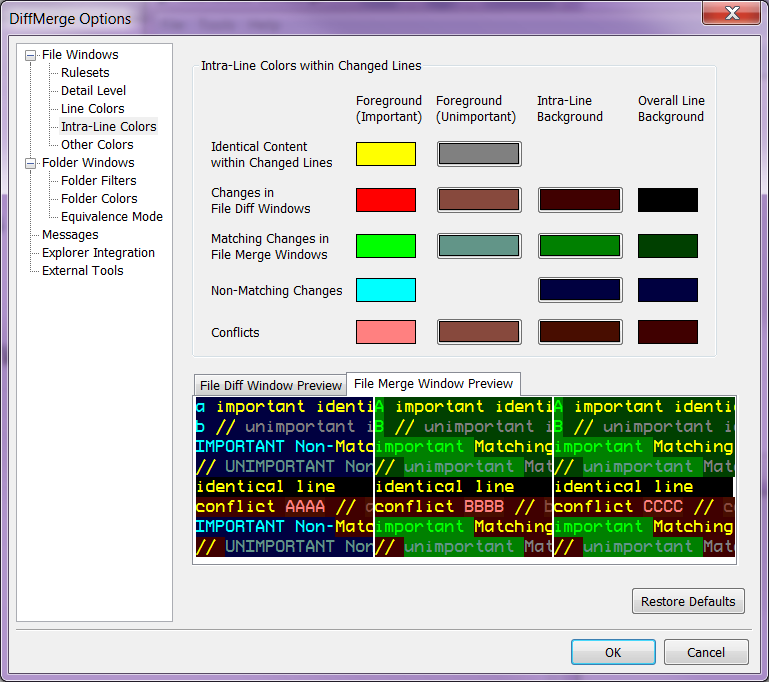 DiffMerge Options
File Windows
Rulesets
Detail Level
Line Colors
Intra-Line Colors
Other Colors
Folder Windows
Folder Filters
Folder Colors
Equivalence Mode
Messages
Explorer Integration
External Tools
Intra-Line Colors within Changed Lines
Foreground (Important)
Foreground (Unimportant)
Intra-Line Background
Overall Line Background
Identical Content within Changed Lines
Changes in File Diff Windows
Matching Changes in File Merge Windows
Non-Matching Changes
Conflicts
File Diff Window Preview
File Merge Window Preview
a important identi
b // unimportant i
IMPORTANT Non-Matc
// UNIMPORTANT Non
identical line
conflict AAAA // a
IMPORTANT Non-Matc
// UNIMPORTANT Non
A important identi
B // unimportant i
important Matching
// unimportant Mat
identical line
conflict BBBB // b
important Matching
// unimportant Mat
A important identi
B // unimportant i
important Matching
// unimportant Mat
identical line
conflict CCCC // c
important Matching
// unimportant Mat
Restore Defaults
OK
Cancel